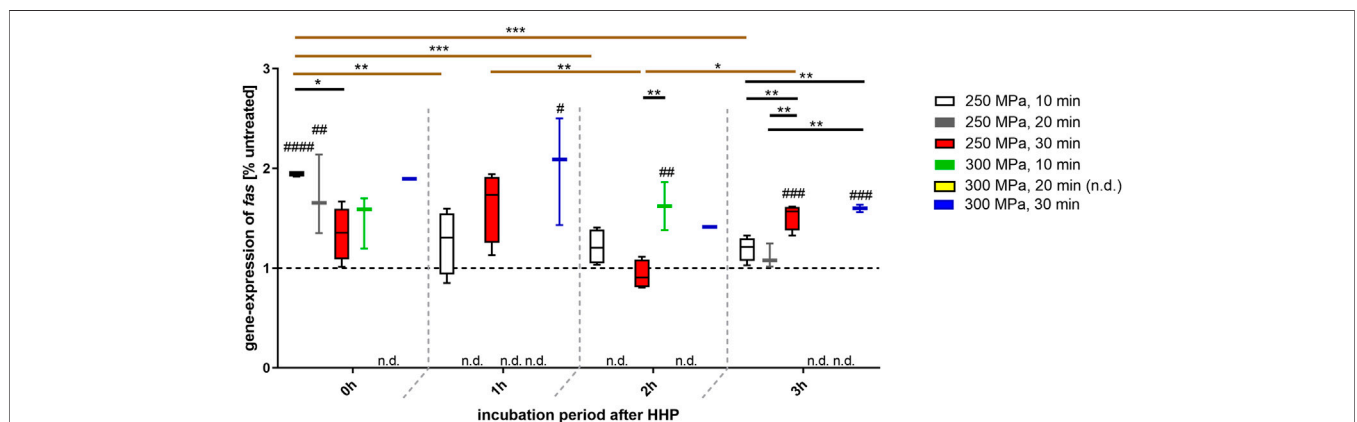 ***
***
** ** *
3
* ** **
**
# **
## **
####
2
##
### ###
1
gene-expression of fas [% untreated]
n.d. n.d. n.d. n.d. n.d. n.d. n.d. n.d.
0
0h 1h 2h 3h
incubation period after HHP
250 MPa, 10 min
250 MPa, 20 min
250 MPa, 30 min
300 MPa, 10 min
300 MPa, 20 min (n.d.)
300 MPa, 30 min